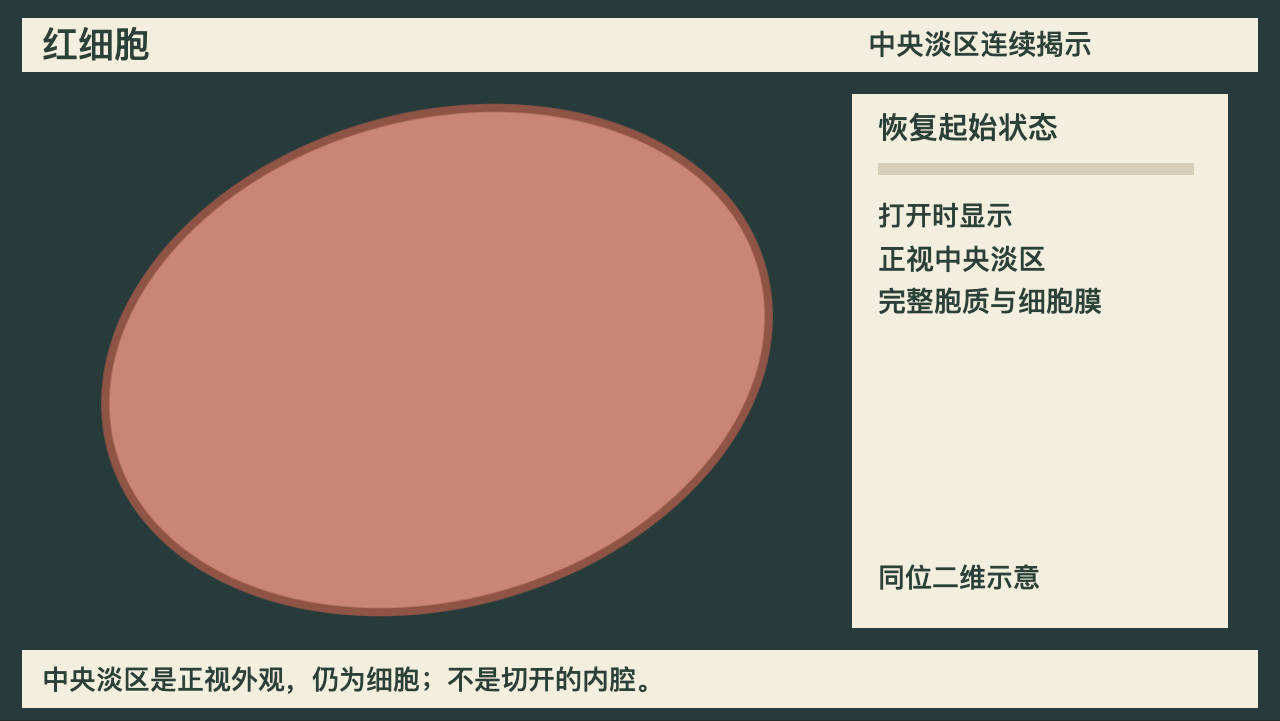 红细胞
中央淡区连续揭示
恢复起始状态
打开时显示
正视中央淡区
完整胞质与细胞膜
同位二维示意
中央淡区是正视外观，仍为细胞；不是切开的内腔。